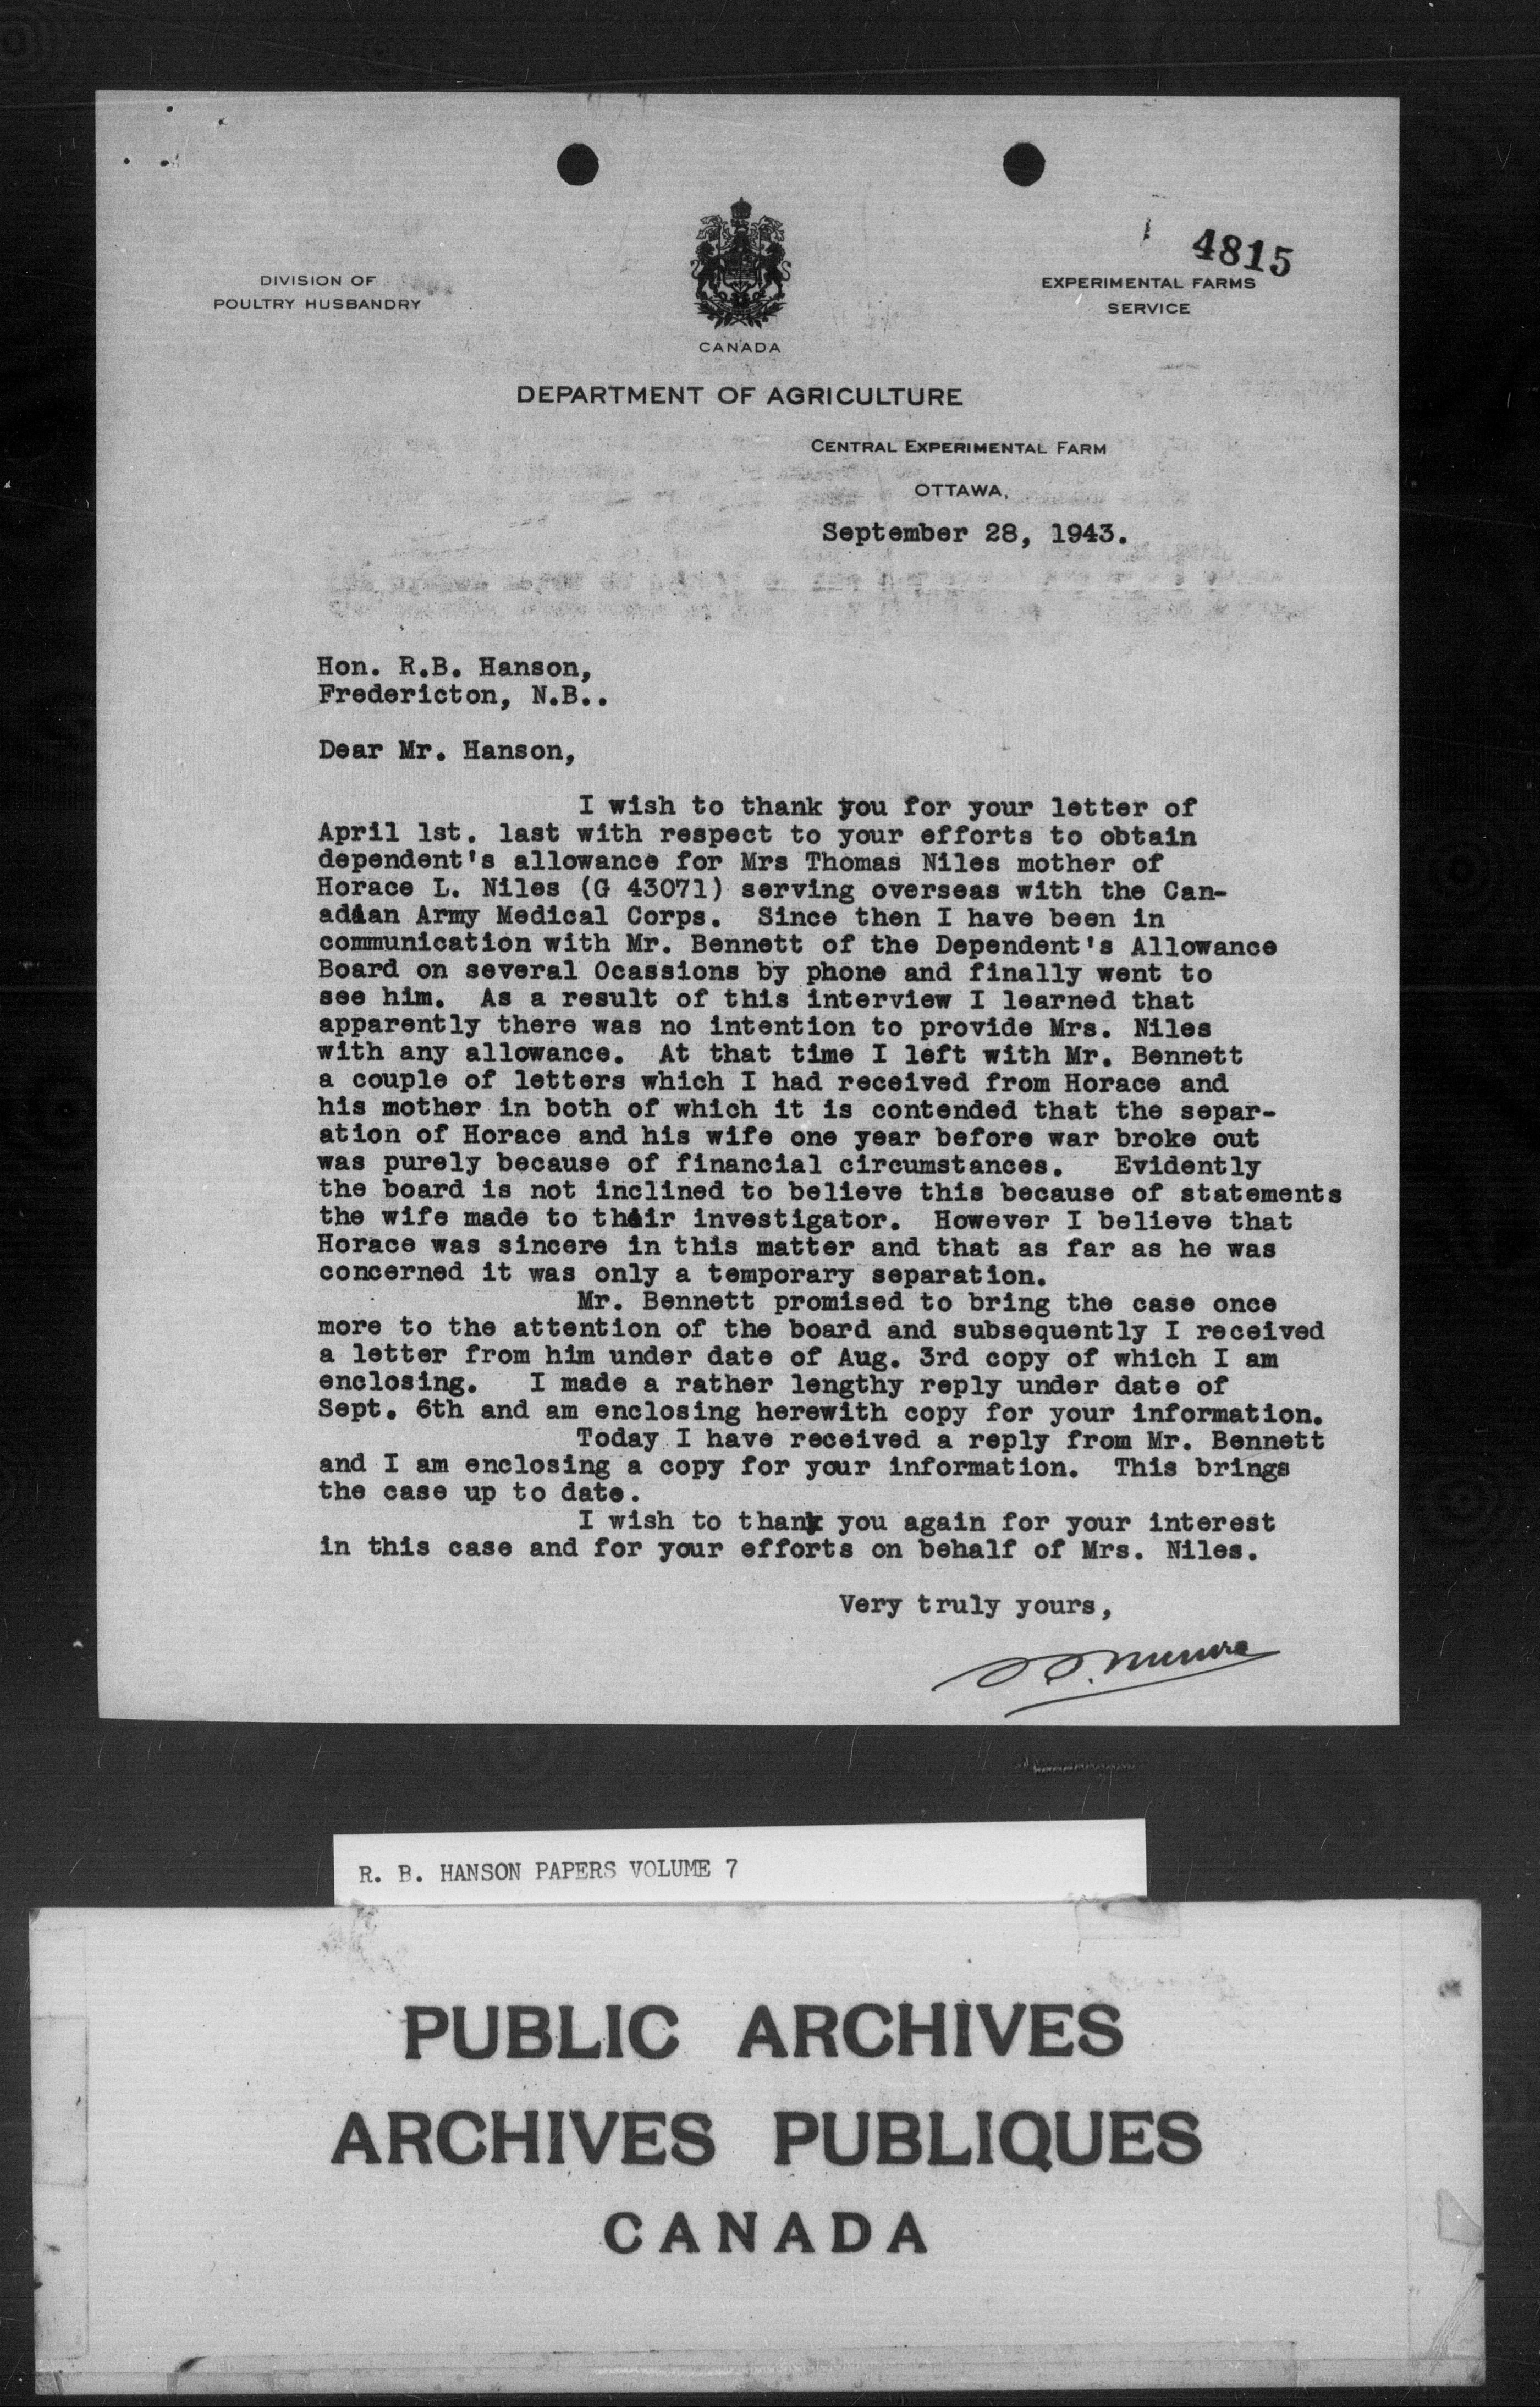 4815
DIVISION OF
POULTRY HUSBANDRY
EXPERIMENTAL FARMS
SERVICE
CANADA
DEPARTMENT OF AGRICULTURE
CENTRAL EXPERIMENTAL FARM
OTTAWA,
September 28, 1943.
Hon. R.B. Hanson,
Fredericton, N.B..
Dear Mr. Hanson,
I wish to thank you for your letter of
April 1st. last with respect to your efforts to obtain
dependent's allowance for Mrs Thomas Niles mother of
Horace L. Niles (G 43071) serving overseas with the Can-
adian Army Medical Corps. Since then I have been in
communication with Mr. Bennett of the Dependent's Allowance
Board on several Ocassions by phone and finally went to
see him. As a result of this interview I learned that
apparently there was no intention to provide Mrs. Niles
with any allowance. At that time I left with Mr. Bennett
a couple of letters which I had received from Horace and
his mother in both of which it is contended that the separ-
ation of Horace and his wife one year before war broke out
was purely because of financial circumstances. Evidently
the board is not inclined to believe this because of statements
the wife made to their investigator. However I believe that
Horace was sincere in this matter and that as far as he was
concerned it was only a temporary separation.
Mr. Bennett promised to bring the case once
more to the attention of the board and subsequently I received
a letter from him under date of Aug. 3rd copy of which I am
enclosing. I made a rather lengthy reply under date of
Sept. 6th and am enclosing herewith copy for your information.
Today I have received a reply from Mr. Bennett
and I am enclosing a copy for your information. This brings
the case up to date.
I wish to thank you again for your interest
in this case and for your efforts on behalf of Mrs. Niles.
Very truly yours,
R. B. HANSON PAPERS VOLUME 7
PUBLIC ARCHIVES
ARCHIVES PUBLIQUES
CANADA